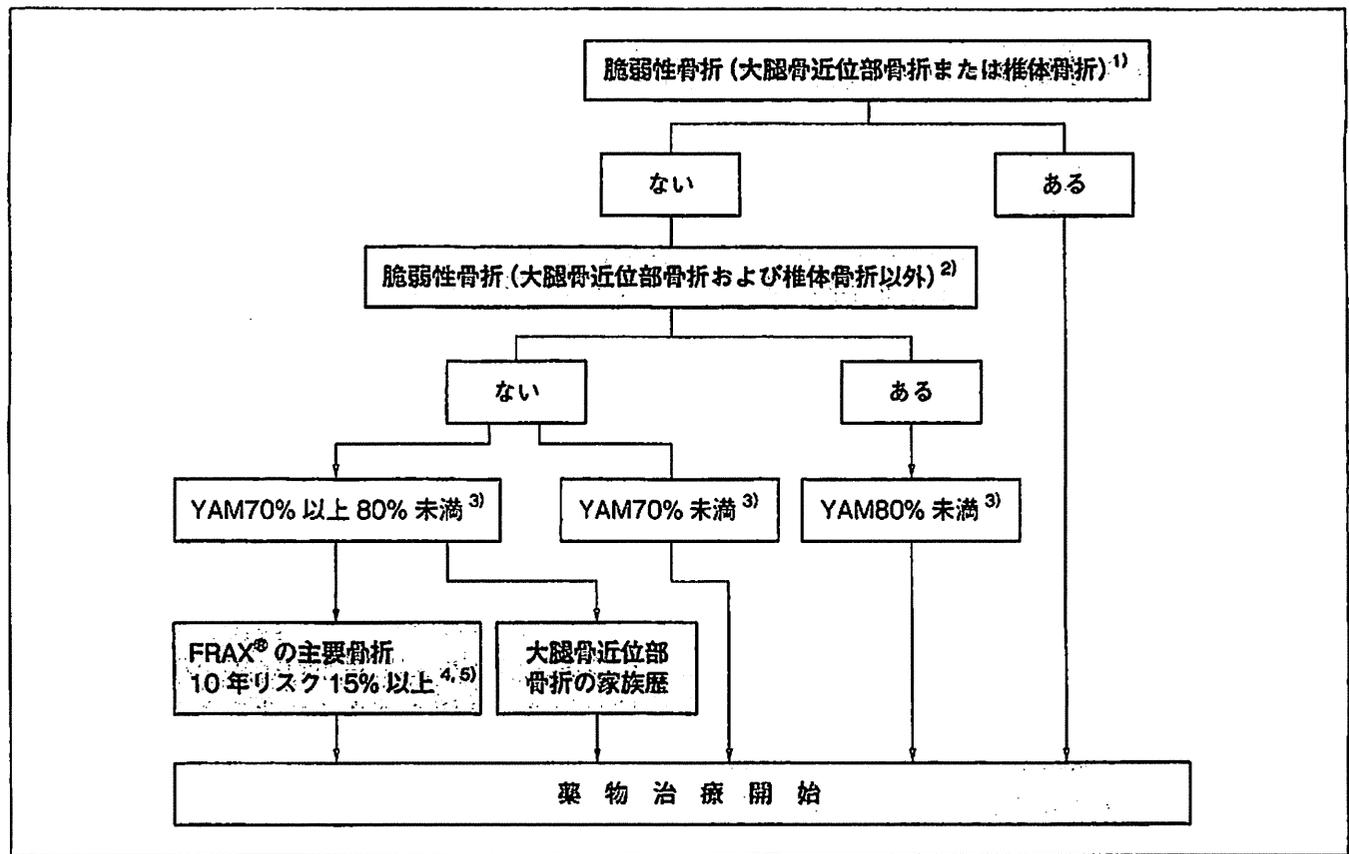 脆弱性骨折（大腿骨近位部骨折または椎体骨折）1)
ない
ある
脆弱性骨折（大腿骨近位部骨折および椎体骨折以外）2)
ない
ある
YAM70% 以上 80% 未満 3)
YAM70% 未満 3)
YAM80% 未満 3)
FRAX® の主要骨折
10 年リスク 15% 以上 4, 5)
大腿骨近位部
骨折の家族歴
薬物治療開始